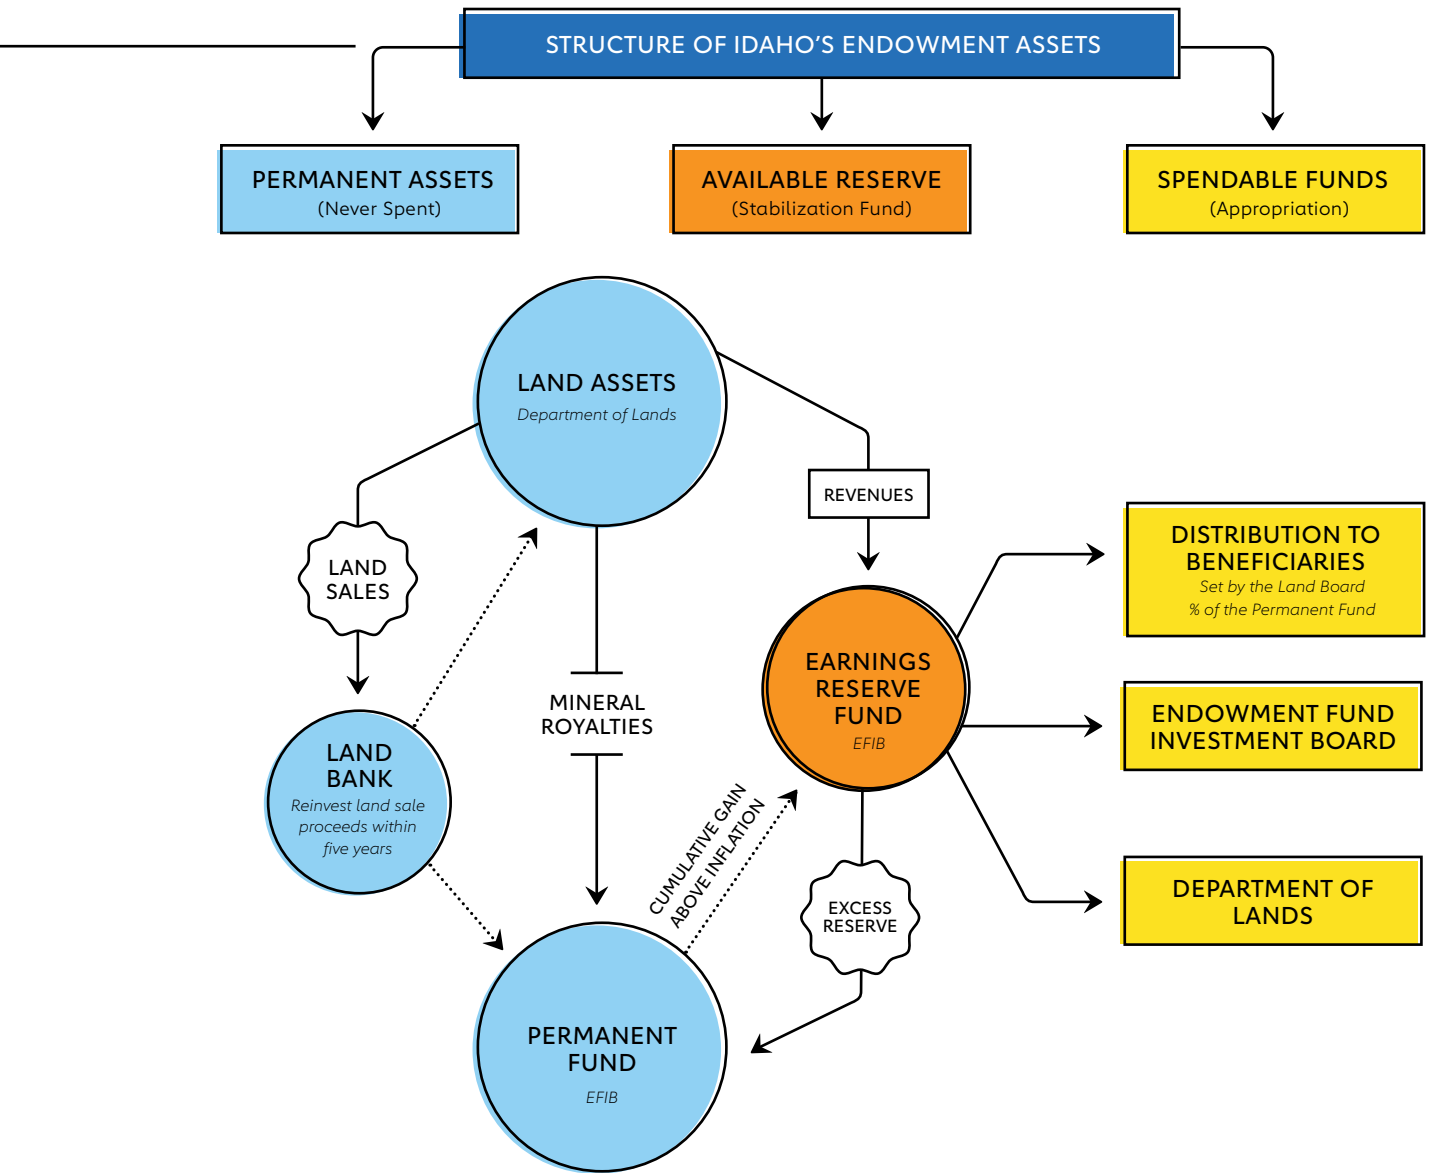 STRUCTURE OF IDAHO'S ENDOWMENT ASSETS
PERMANENT ASSETS
(Never Spent)
AVAILABLE RESERVE
(Stabilization Fund)
SPENDABLE FUNDS
(Appropriation)
LAND ASSETS
Department of Lands
REVENUES
LAND
SALES
DISTRIBUTION TO
BENEFICIARIES
Set by the Land Board
% of the Permanent Fund
EARNINGS
RESERVE
FUND
EFIB
MINERAL
ROYALTIES
ENDOWMENT FUND
INVESTMENT BOARD
LAND
BANK
Reinvest land sale
proceeds within
five years
CUMULATIVE GAIN
ABOVE INFLATION
EXCESS
RESERVE
DEPARTMENT OF
LANDS
PERMANENT
FUND
EFIB